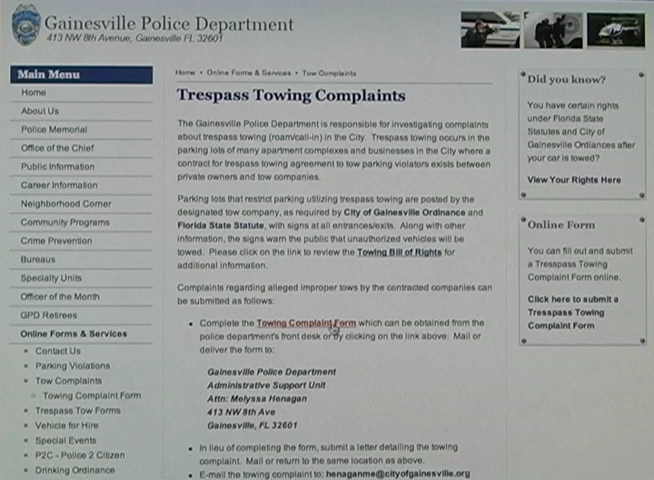 Gainesville Police Department
413 NW 8th Avenue, Gainesville FL 32601
Main Menu
Home
About Us
Police Memorial
Office of the Chief
Public Information
Career Information
Neighborhood Corner
Community Programs
Crime Prevention
Bureaus
Specialty Units
Officer of the Month
GPD Retirees
Online Forms & Services
Contact Us
Parking Violations
Tow Complaints
Towing Complaint Form
Trespass Tow Forms
Vehicle for Hire
Special Events
P2C - Police 2 Citizen
Drinking Ordinance
Home • Online Forms & Services • Tow Complaints
Trespass Towing Complaints
The Gainesville Police Department is responsible for investigating complaints
about trespass towing (roam/call-in) in the City. Trespass towing occurs in the
parking lots of many apartment complexes and businesses in the City where a
contract for trespass towing agreement to tow parking violators exists between
private owners and tow companies.
Parking lots that restrict parking utilizing trespass towing are posted by the
designated tow company, as required by City of Gainesville Ordinance and
Florida State Statute, with signs at all entrances/exits. Along with other
information, the signs warn the public that unauthorized vehicles will be
towed. Please click on the link to review the Towing Bill of Rights for
additional information.
Complaints regarding alleged improper tows by the contracted companies can
be submitted as follows:
• Complete the Towing Complaint Form which can be obtained from the
police department's front desk or by clicking on the link above. Mail or
deliver the form to:
Gainesville Police Department
Administrative Support Unit
Attn: Melyssa Henagan
413 NW 8th Ave
Gainesville, FL 32601
• In lieu of completing the form, submit a letter detailing the towing
complaint. Mail or return to the same location as above.
• E-mail the towing complaint to: henaganme@cityofgainesville.org
Did you know?
You have certain rights
under Florida State
Statutes and City of
Gainesville Ordiances after
your car is towed?
View Your Rights Here
Online Form
You can fill out and submit
a Tresspass Towing
Complaint Form online.
Click here to submit a
Tresspass Towing
Complaint Form